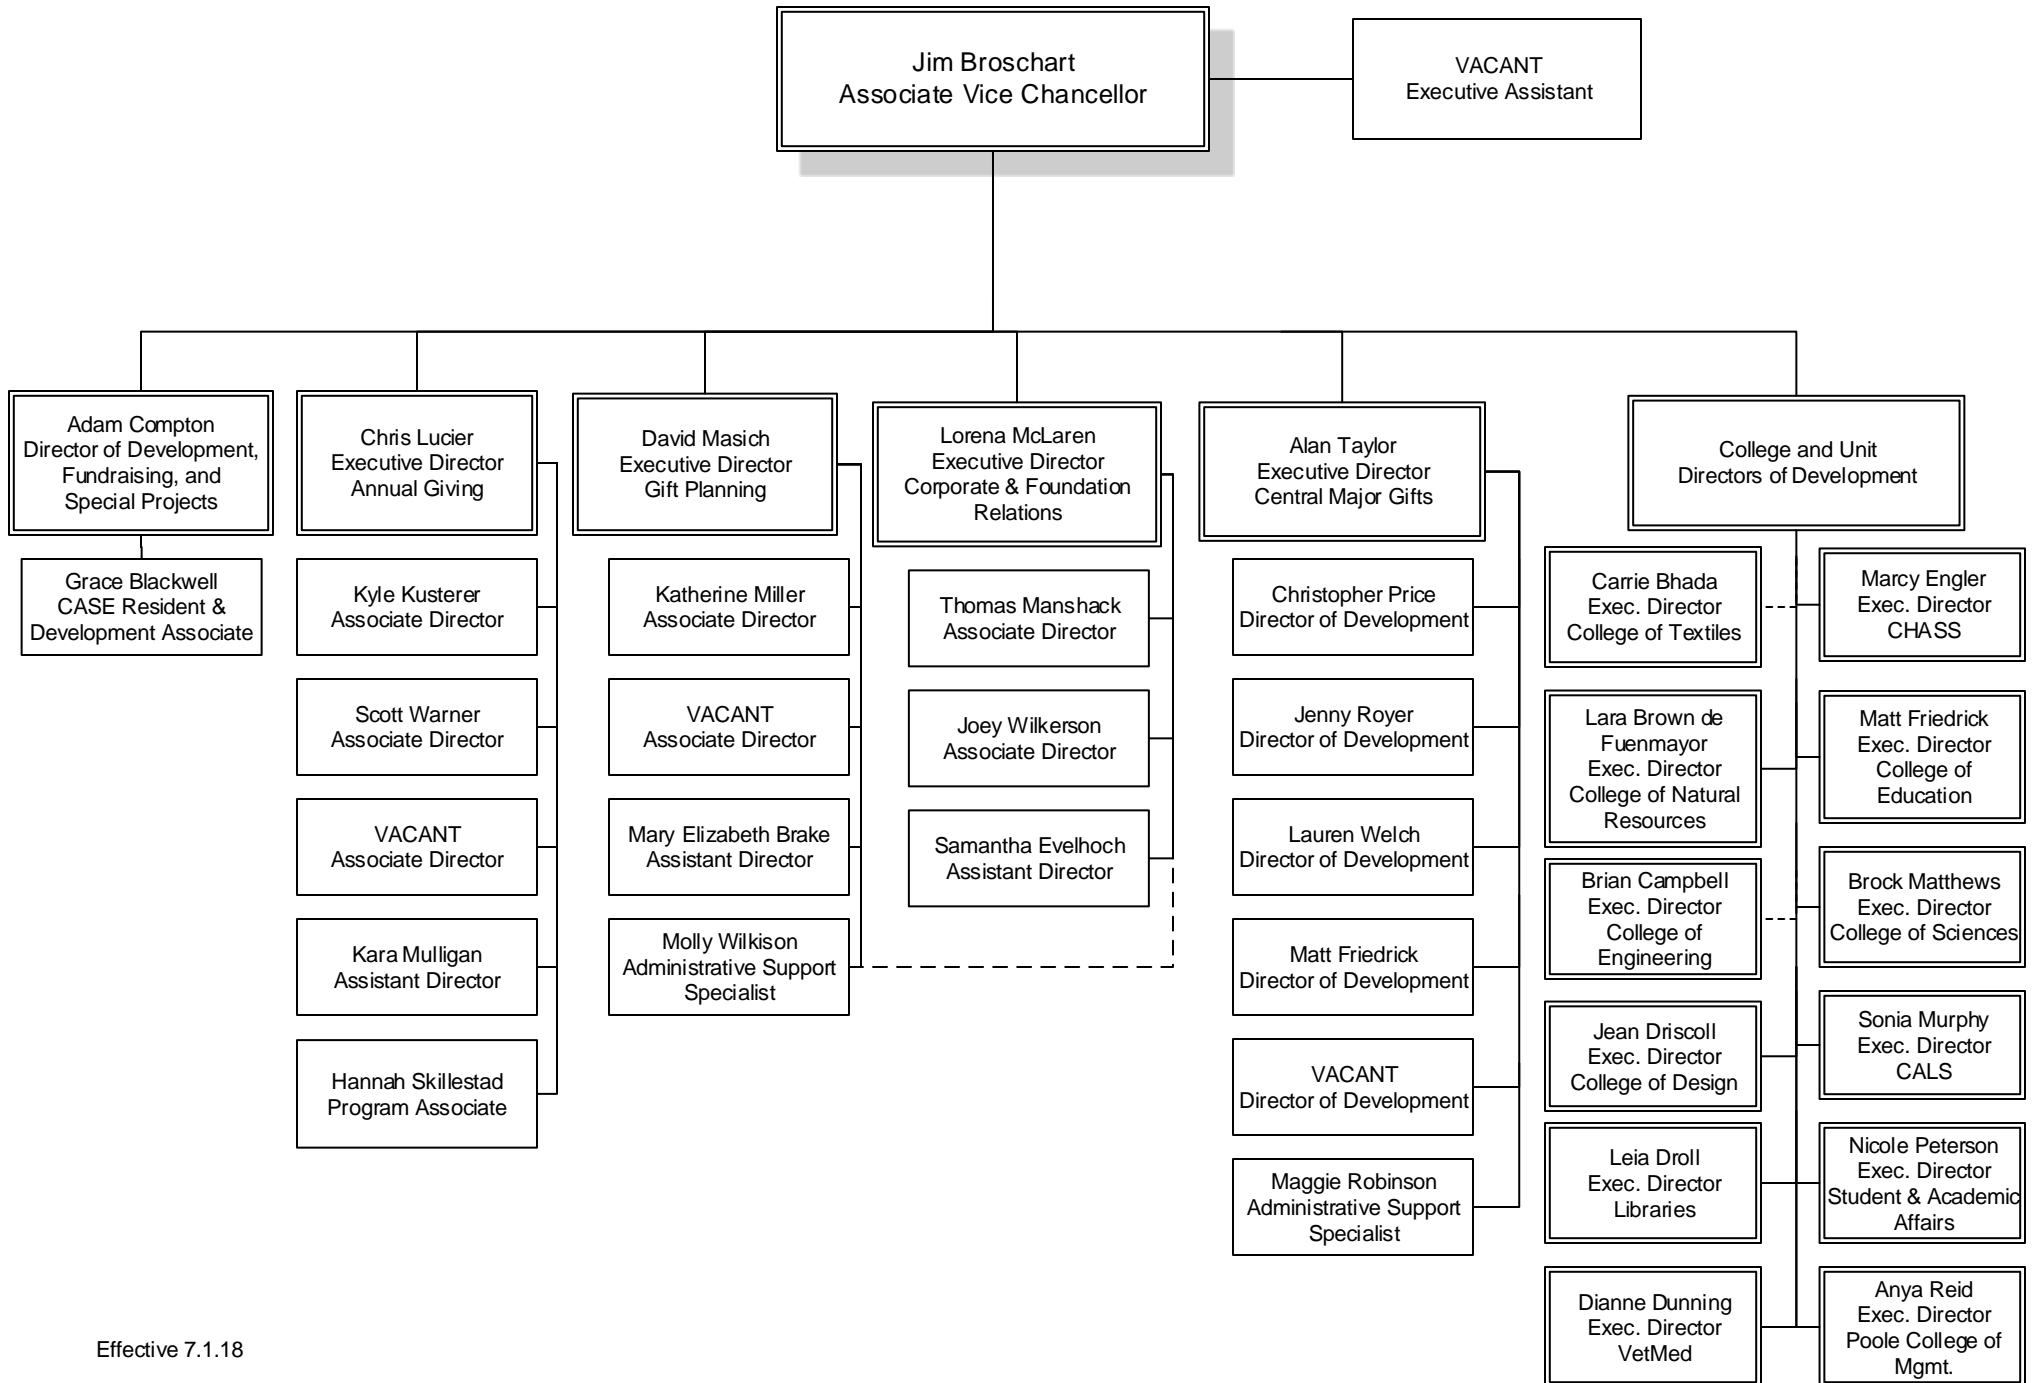 Jim Broschart
Associate Vice Chancellor
VACANT
Executive Assistant
Adam Compton
Director of Development,
Fundraising, and
Special Projects
Grace Blackwell
CASE Resident &
Development Associate
Chris Lucier
Executive Director
Annual Giving
Kyle Kusterer
Associate Director
Scott Warner
Associate Director
VACANT
Associate Director
Kara Mulligan
Assistant Director
Hannah Skillestad
Program Associate
David Masich
Executive Director
Gift Planning
Katherine Miller
Associate Director
VACANT
Associate Director
Mary Elizabeth Brake
Assistant Director
Molly Wilkison
Administrative Support
Specialist
Lorena McLaren
Executive Director
Corporate & Foundation
Relations
Thomas Manshack
Associate Director
Joey Wilkerson
Associate Director
Samantha Evelhoch
Assistant Director
Alan Taylor
Executive Director
Central Major Gifts
Christopher Price
Director of Development
Jenny Royer
Director of Development
Lauren Welch
Director of Development
Matt Friedrick
Director of Development
VACANT
Director of Development
Maggie Robinson
Administrative Support
Specialist
College and Unit
Directors of Development
Carrie Bhada
Exec. Director
College of Textiles
Marcy Engler
Exec. Director
CHASS
Lara Brown de
Fuenmayor
Exec. Director
College of Natural
Resources
Matt Friedrick
Exec. Director
College of
Education
Brian Campbell
Exec. Director
College of
Engineering
Brock Matthews
Exec. Director
College of Sciences
Jean Driscoll
Exec. Director
College of Design
Sonia Murphy
Exec. Director
CALS
Leia Droll
Exec. Director
Libraries
Nicole Peterson
Exec. Director
Student & Academic
Affairs
Dianne Dunning
Exec. Director
VetMed
Anya Reid
Exec. Director
Poole College of
Mgmt.
Effective 7.1.18